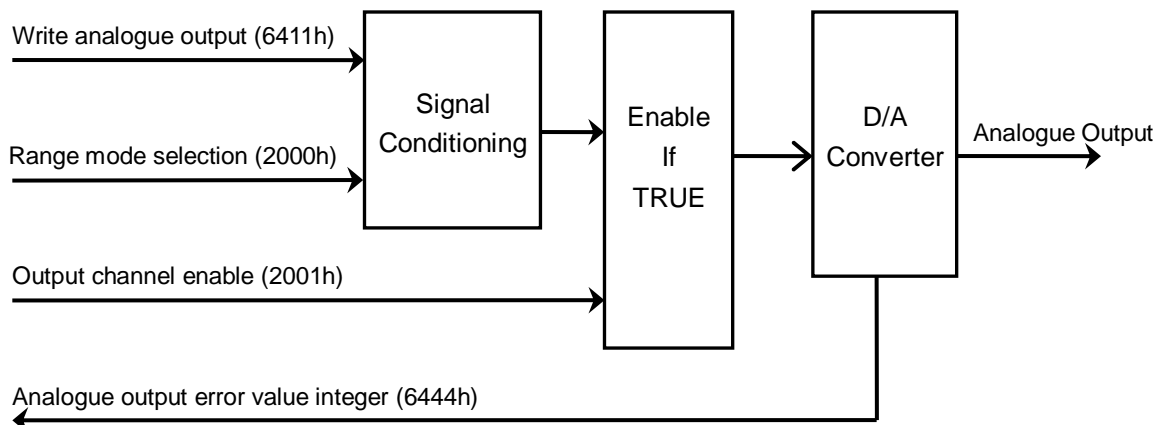 Write analogue output (6411h)
Range mode selection (2000h)
Output channel enable (2001h)
Analogue output error value integer (6444h)
Signal
Conditioning
Enable
If
TRUE
D/A
Converter
Analogue Output